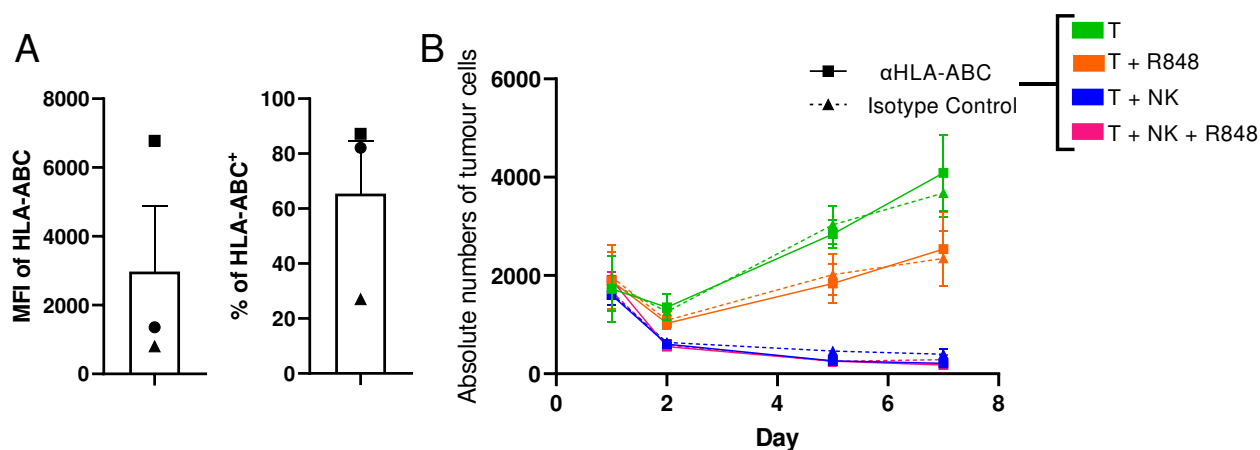 A
MFI of HLA-ABC
8000
6000
4000
2000
0
% of HLA-ABC⁺
100
80
60
40
20
0
B
Absolute numbers of tumour cells
6000
4000
2000
0
0 2 4 6 8
Day
αHLA-ABC
Isotype Control
T
T + R848
T + NK
T + NK + R848